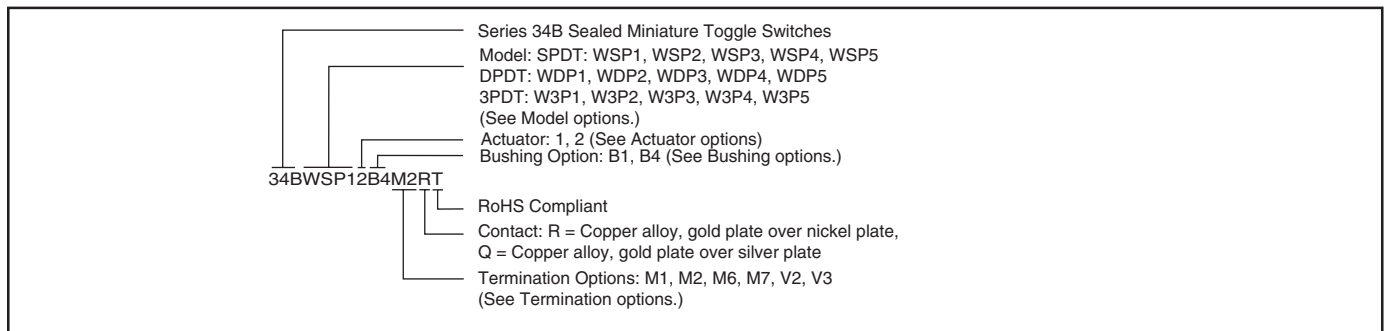 Series 34B Sealed Miniature Toggle Switches
Model: SPDT: WSP1, WSP2, WSP3, WSP4, WSP5
DPDT: WDP1, WDP2, WDP3, WDP4, WDP5
3PDT: W3P1, W3P2, W3P3, W3P4, W3P5
(See Model options.)
Actuator: 1, 2 (See Actuator options)
Bushing Option: B1, B4 (See Bushing options.)
34BWSP12B4M2RT
RoHS Compliant
Contact: R = Copper alloy, gold plate over nickel plate,
Q = Copper alloy, gold plate over silver plate
Termination Options: M1, M2, M6, M7, V2, V3
(See Termination options.)